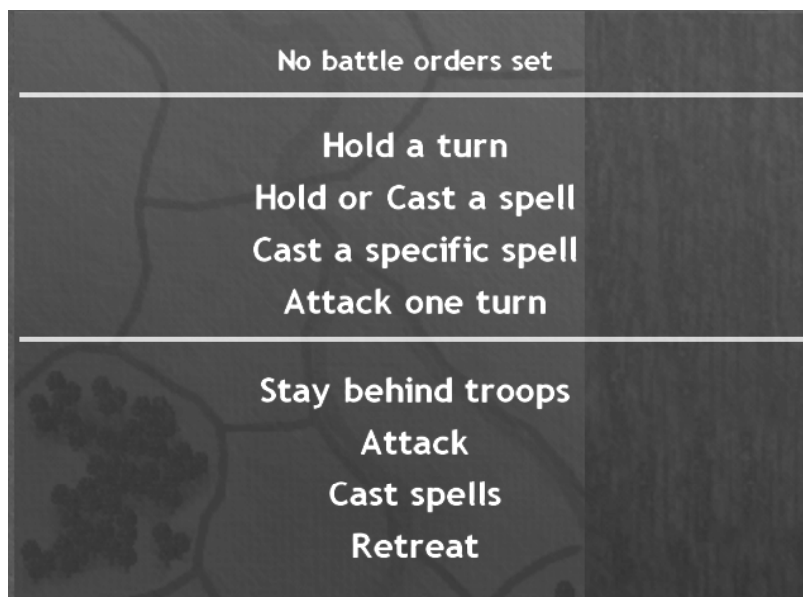 No battle orders set
Hold a turn
Hold or Cast a spell
Cast a specific spell
Attack one turn
Stay behind troops
Attack
Cast spells
Retreat